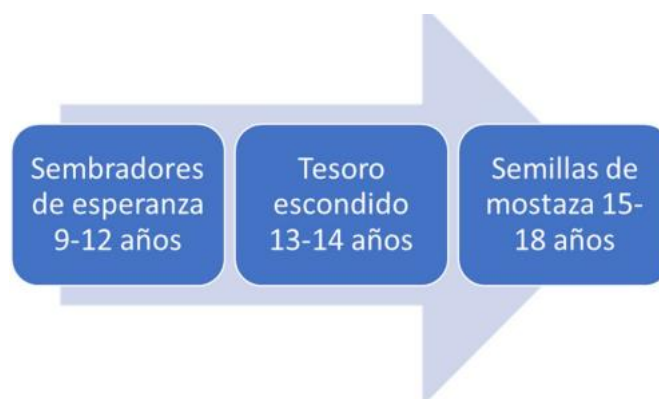 Sembradores
de esperanza
9-12 años
Tesoro
escondido
13-14 años
Semillas de
mostaza 15-
18 años